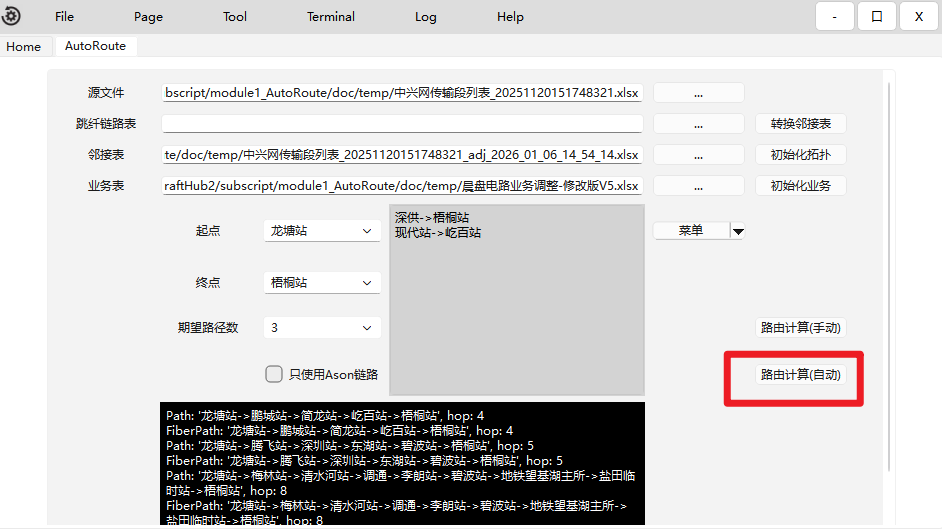 File Page Tool Terminal Log Help - 口 X
Home AutoRoute
源文件 bscript/module1_AutoRoute/doc/temp/中兴网传输段列表_20251120151748321.xlsx ...
跳纤链路表 ... 转换邻接表
邻接表 te/doc/temp/中兴网传输段列表_20251120151748321_adj_2026_01_06_14_54_14.xlsx ... 初始化拓扑
业务表 raftHub2/subscript/module1_AutoRoute/doc/temp/晨盘电路业务调整-修改版V5.xlsx ... 初始化业务
深供->梧桐站
现代站->屹百站
起点 龙塘站 菜单
终点 梧桐站
期望路径数 3 路由计算(手动)
只使用Ason链路 路由计算(自动)
Path: '龙塘站->鹏城站->简龙站->屹百站->梧桐站', hop: 4
FiberPath: '龙塘站->鹏城站->简龙站->屹百站->梧桐站', hop: 4
Path: '龙塘站->腾飞站->深圳站->东湖站->碧波站->梧桐站', hop: 5
FiberPath: '龙塘站->腾飞站->深圳站->东湖站->碧波站->梧桐站', hop: 5
Path: '龙塘站->梅林站->清水河站->调通->李朗站->碧波站->地铁望基湖主所->盐田临
时站->梧桐站', hop: 8
FiberPath: '龙塘站->梅林站->清水河站->调通->李朗站->碧波站->地铁望基湖主所->
盐田临时站->梧桐站', hop: 8